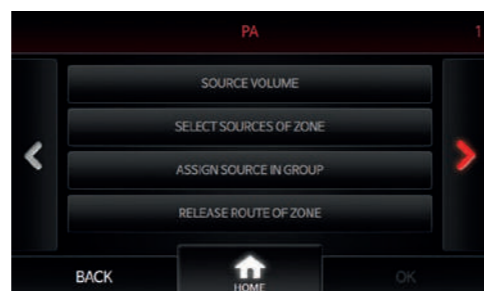 PA 1
SOURCE VOLUME
SELECT SOURCES OF ZONE
ASSIGN SOURCE IN GROUP
RELEASE ROUTE OF ZONE
BACK HOME OK